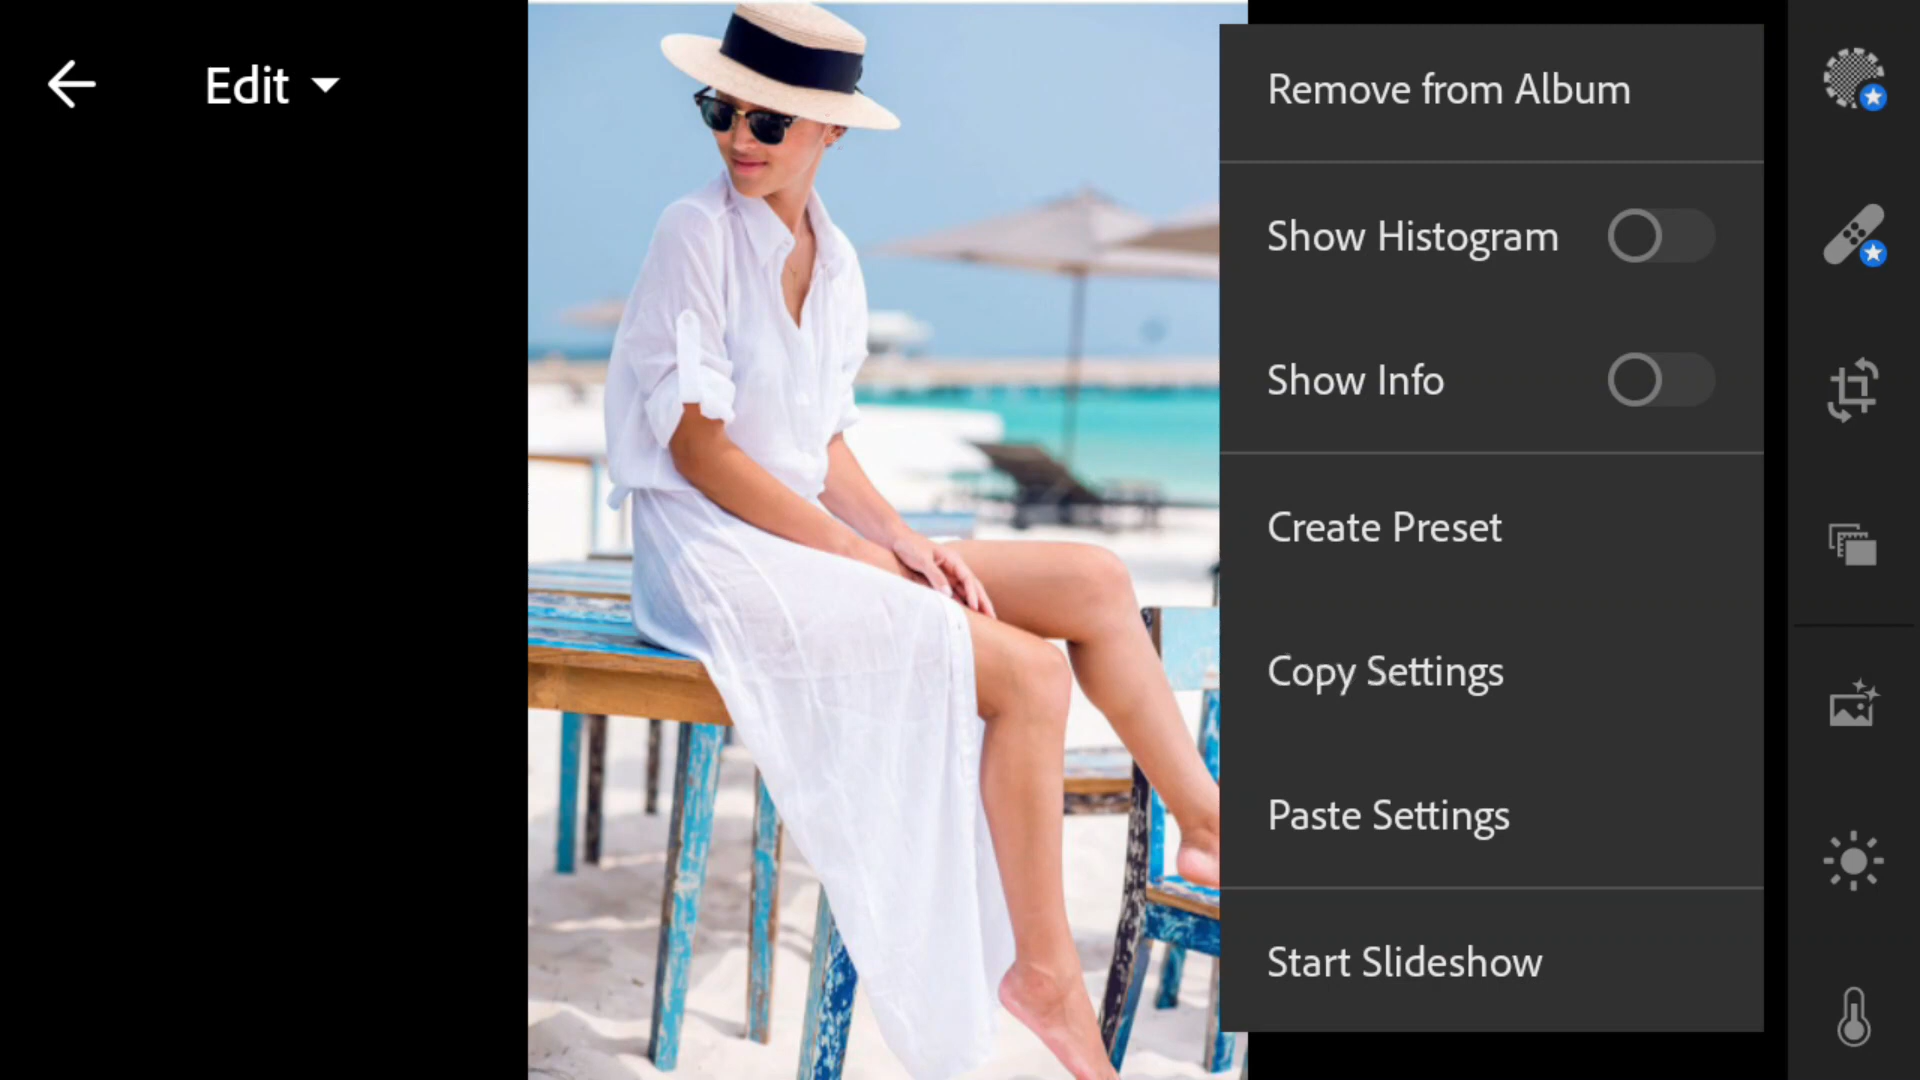 Edit
Remove from Album
Show Histogram
Show Info
Create Preset
Copy Settings
Paste Settings
Start Slideshow